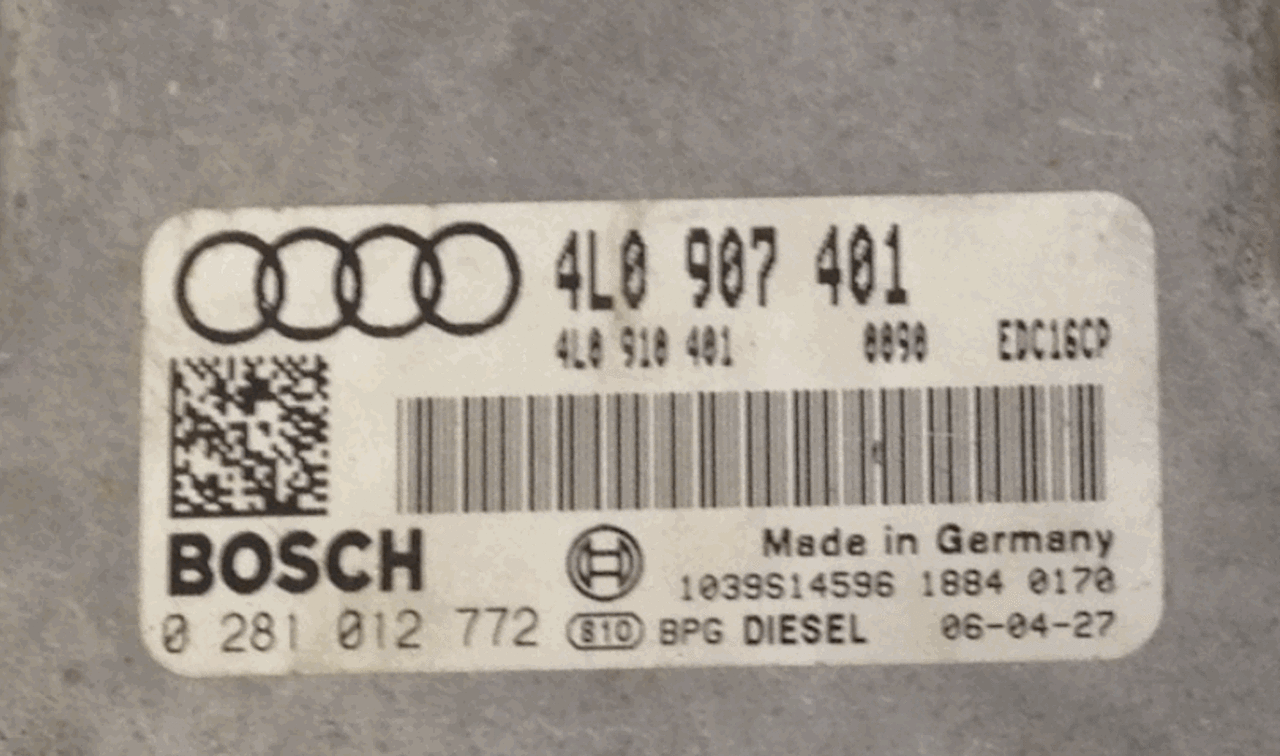 4L0 907 401
4L0 910 401 0090 EDC16CP
BOSCH
Made in Germany
1039S14596 1884 0170
0 281 012 772 810 BPG DIESEL 06-04-27